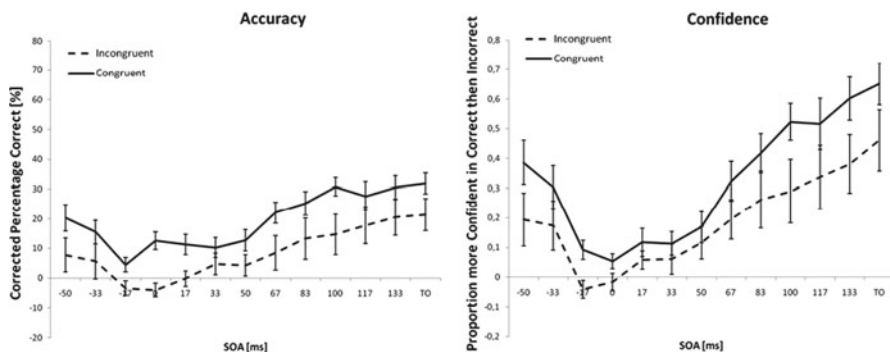 Accuracy
Corrected Percentage Correct [%]
80
70
60
50
40
30
20
10
0
-10
-20
Incongruent
Congruent
-50 -33 -17 0 17 33 50 67 83 100 117 133 TO
SOA [ms]
Confidence
Proportion more Confident in Correct then Incorrect
0,8
0,7
0,6
0,5
0,4
0,3
0,2
0,1
0
-0,1
-0,2
Incongruent
Congruent
-50 -33 -17 0 17 33 50 67 83 100 117 133 TO
SOA [ms]